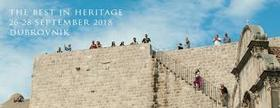 THE BEST IN HERITAGE
26-28 SEPTEMBER 2018
DUBROVNIK